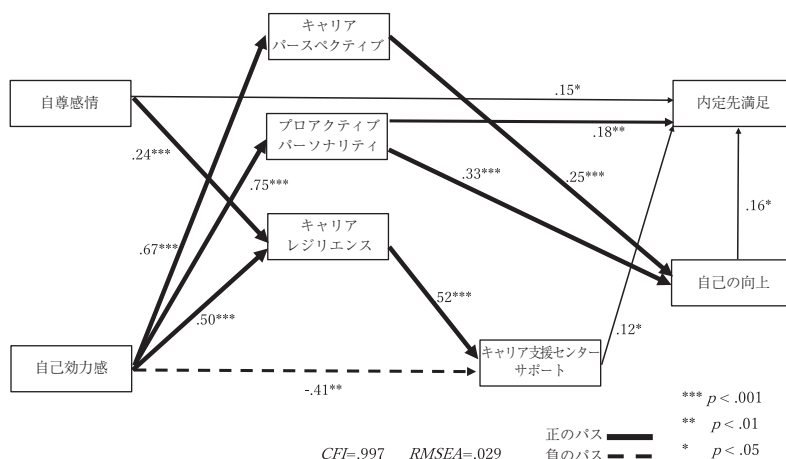 キャリア
パースペクティブ
自尊感情
.15*
内定先満足
プロアクティブ
パーソナリティ
.18**
.24***
.75***
.33***
.25***
キャリア
レジリエンス
.16*
.67***
自己の向上
.50***
52***
.12*
自己効力感
キャリア支援センター
サポート
-.41**
*** p < .001
** p < .01
* p < .05
正のパス
負のパス
CFI=.997 RMSEA=.029